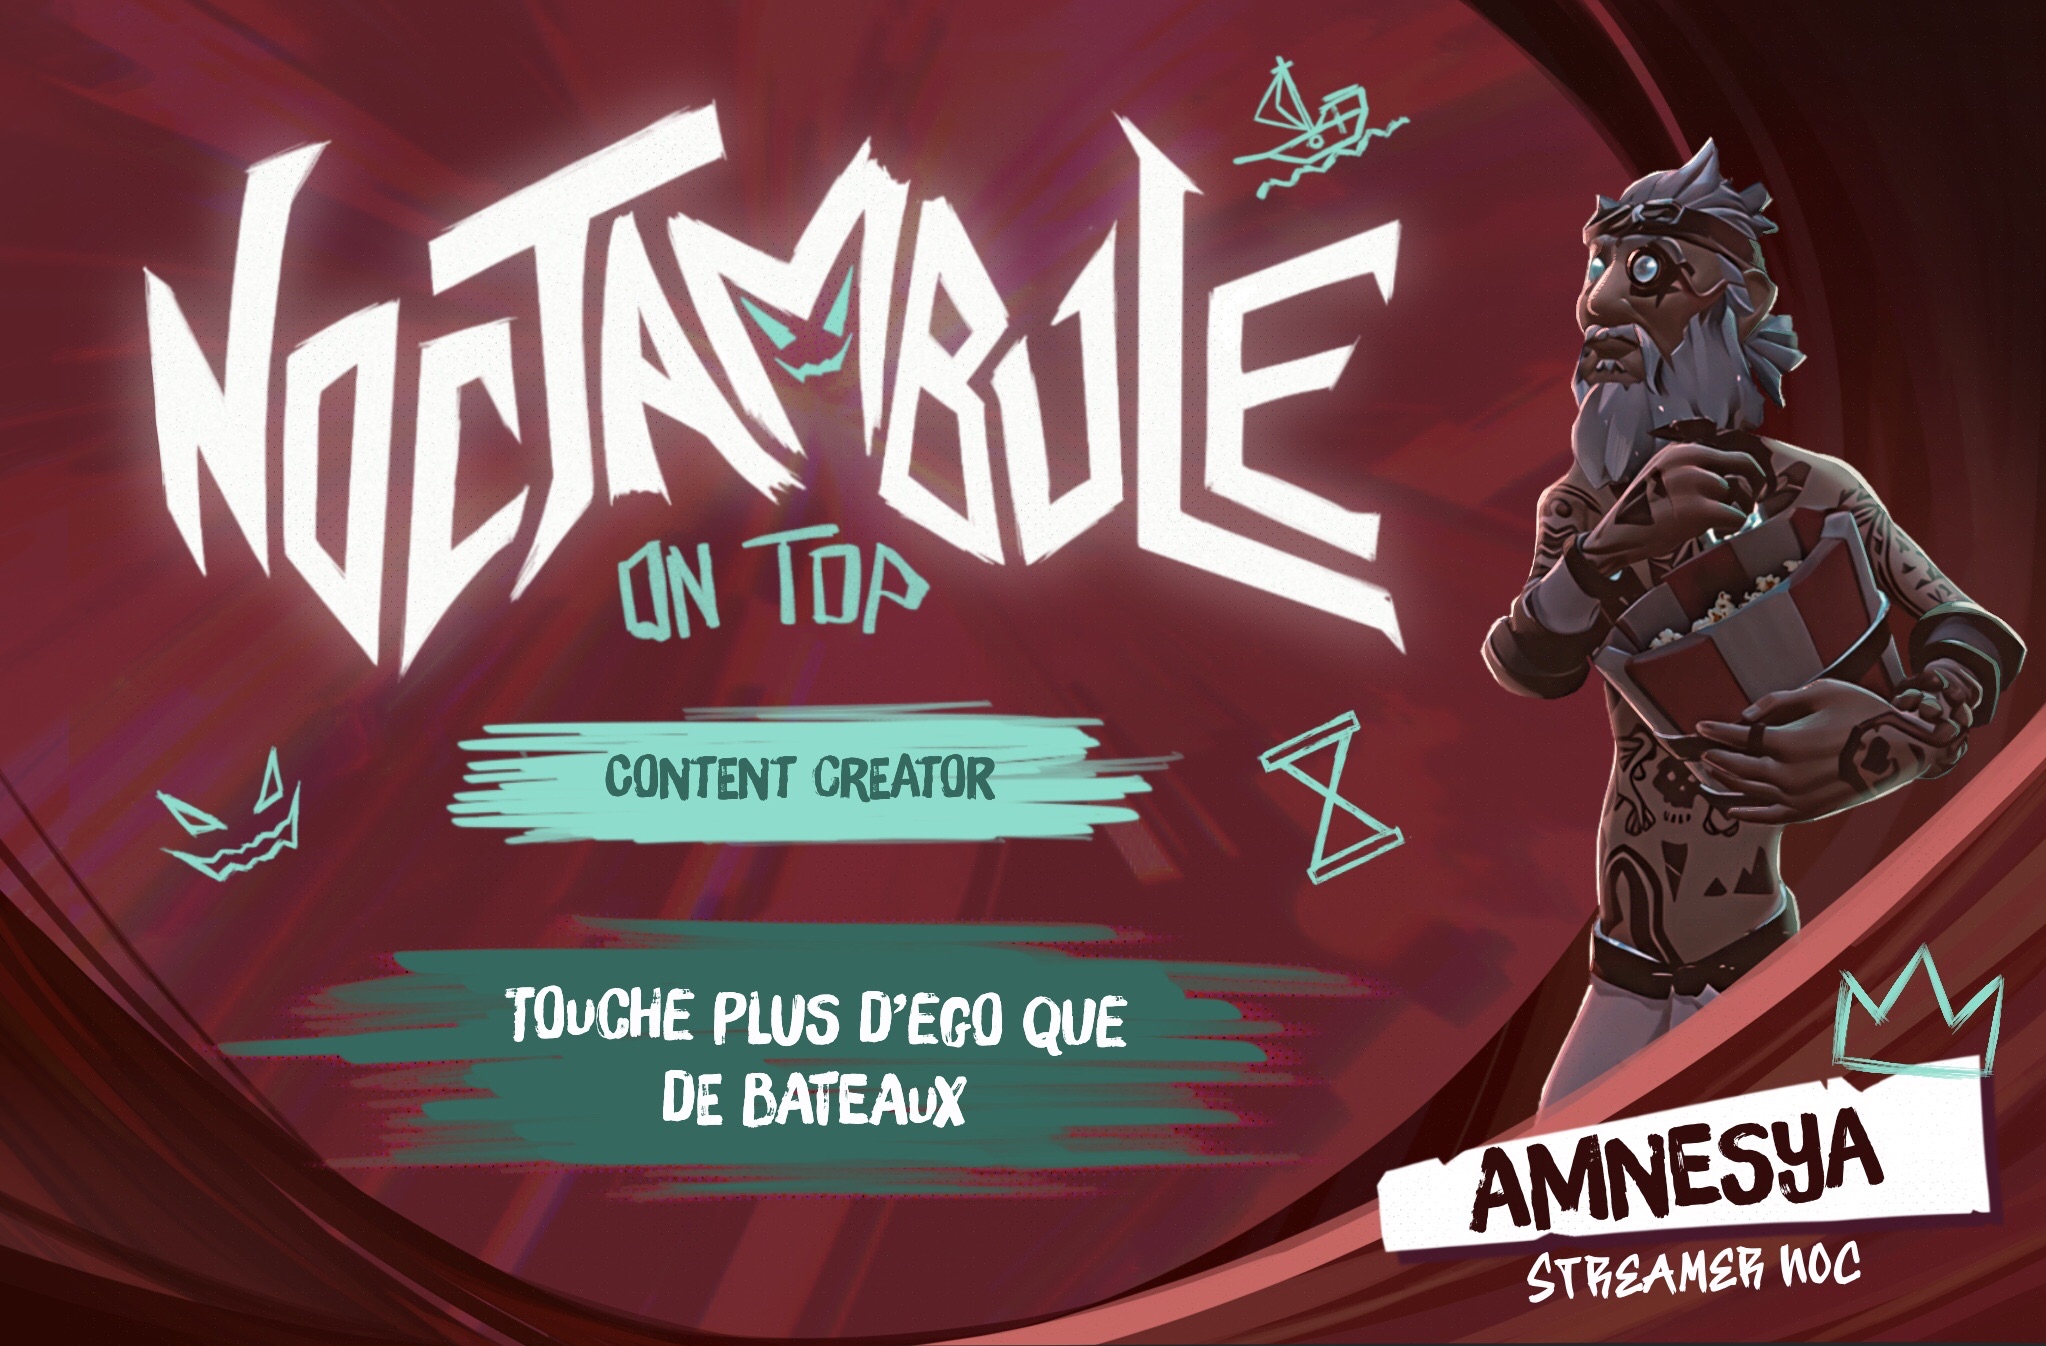 NOCTAMBULE
ON TOP
CONTENT CREATOR
TOUCHE PLUS D'EGO QUE
DE BATEAUX
AMNESYA
STREAMER NOC